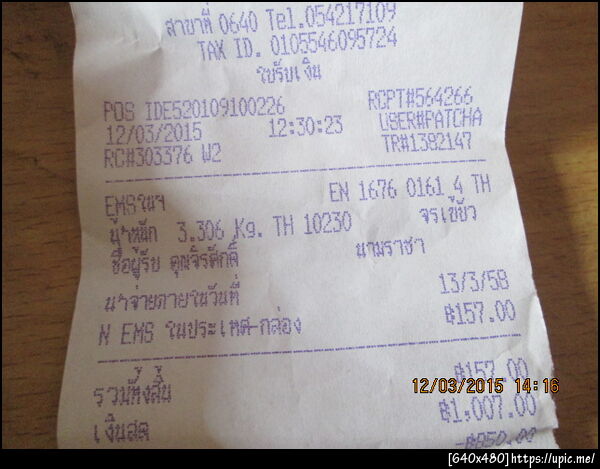 สาขาที่ 0640 Tel.054217109
TAX ID. 0105546095724
ใบรับเงิน
POS IDE520109100226 RCPT#564266
12/03/2015 12:30:23 USER#PATCHA
RC#303376 W2 TR#1382147
EMSในฯ EN 1676 0161 4 TH
น้ำหนัก 3.306 Kg. TH 10230 จรเข้บัว
ชื่อผู้รับ คุณจิรศักดิ์ นามราชา
นำจ่ายภายในวันที่ 13/3/58
N EMS ในประเทศ-กล่อง ฿157.00
รวมทั้งสิ้น ฿157.00
เงินสด ฿1,007.00
-฿850.00
12/03/2015 14:16
[640x480]https://upic.me/